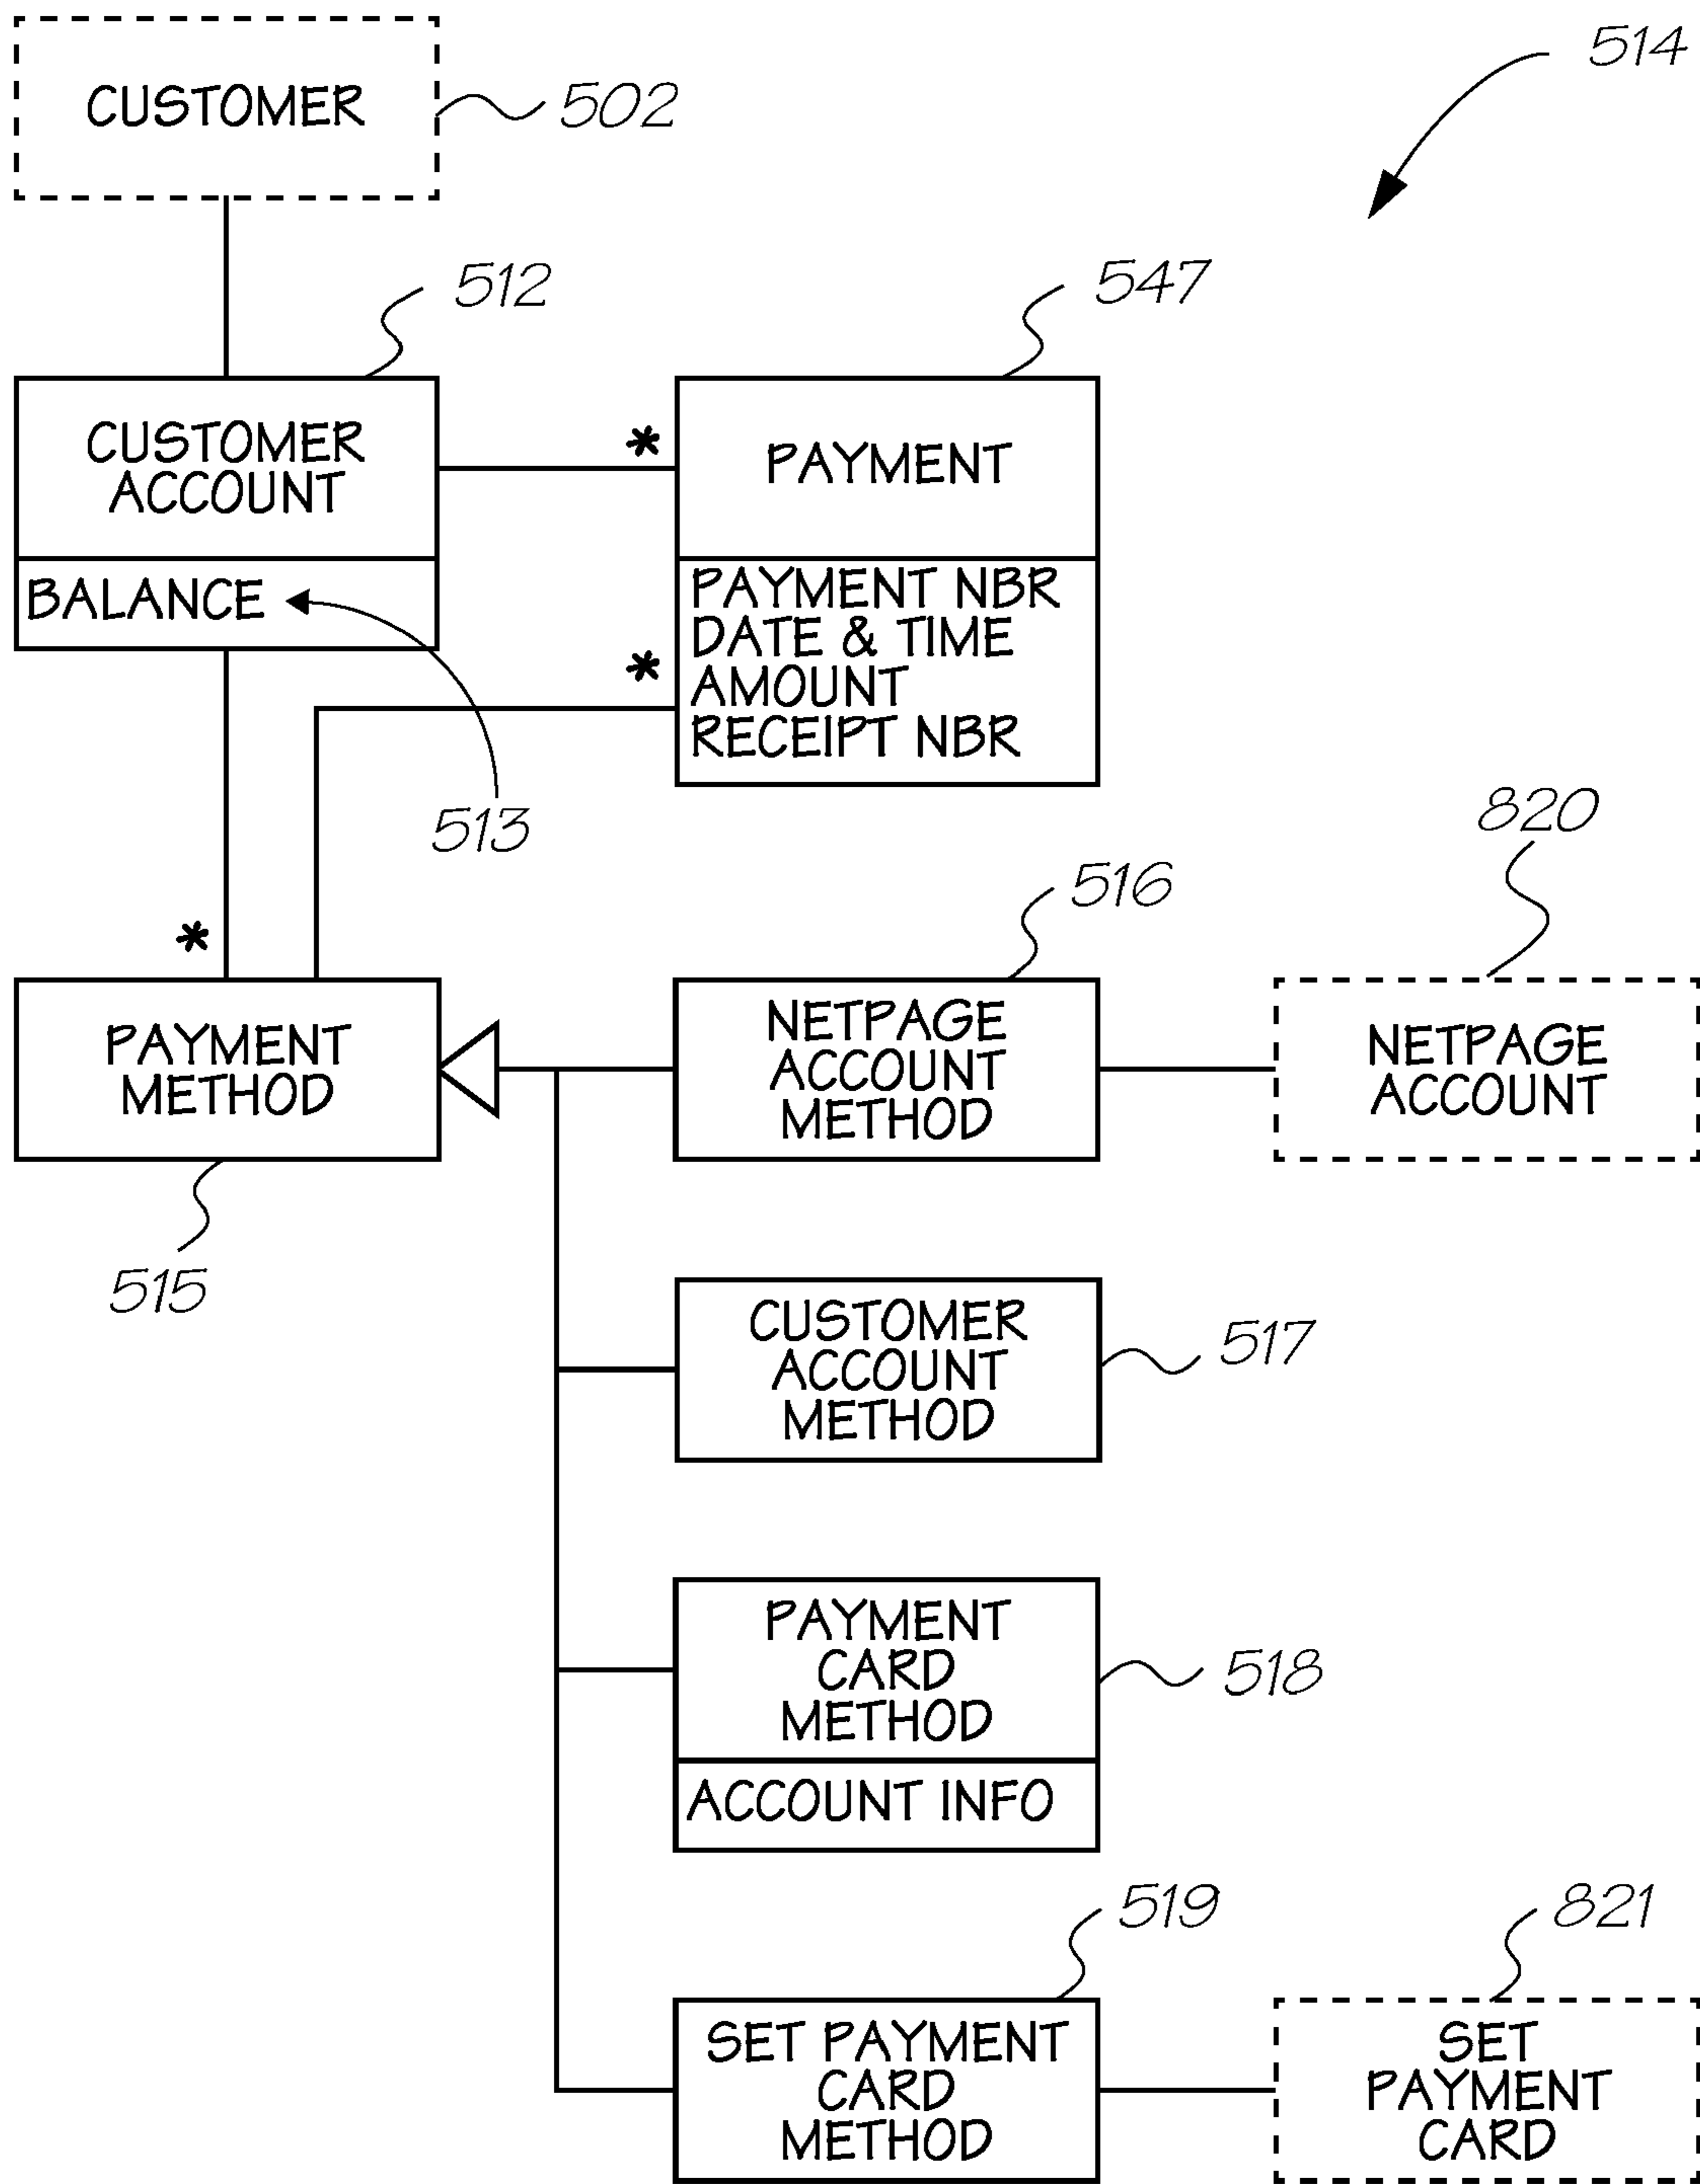 514
CUSTOMER
502
512
547
CUSTOMER
ACCOUNT
*
PAYMENT
BALANCE
PAYMENT NBR
DATE & TIME
*
AMOUNT
RECEIPT NBR
513
820
516
*
PAYMENT
METHOD
NETPAGE
ACCOUNT
METHOD
NETPAGE
ACCOUNT
515
CUSTOMER
ACCOUNT
METHOD
517
PAYMENT
CARD
METHOD
518
ACCOUNT INFO
519
821
SET PAYMENT
CARD
METHOD
SET
PAYMENT
CARD